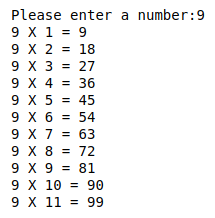 Please enter a number:9
9 X 1 = 9
9 X 2 = 18
9 X 3 = 27
9 X 4 = 36
9 X 5 = 45
9 X 6 = 54
9 X 7 = 63
9 X 8 = 72
9 X 9 = 81
9 X 10 = 90
9 X 11 = 99